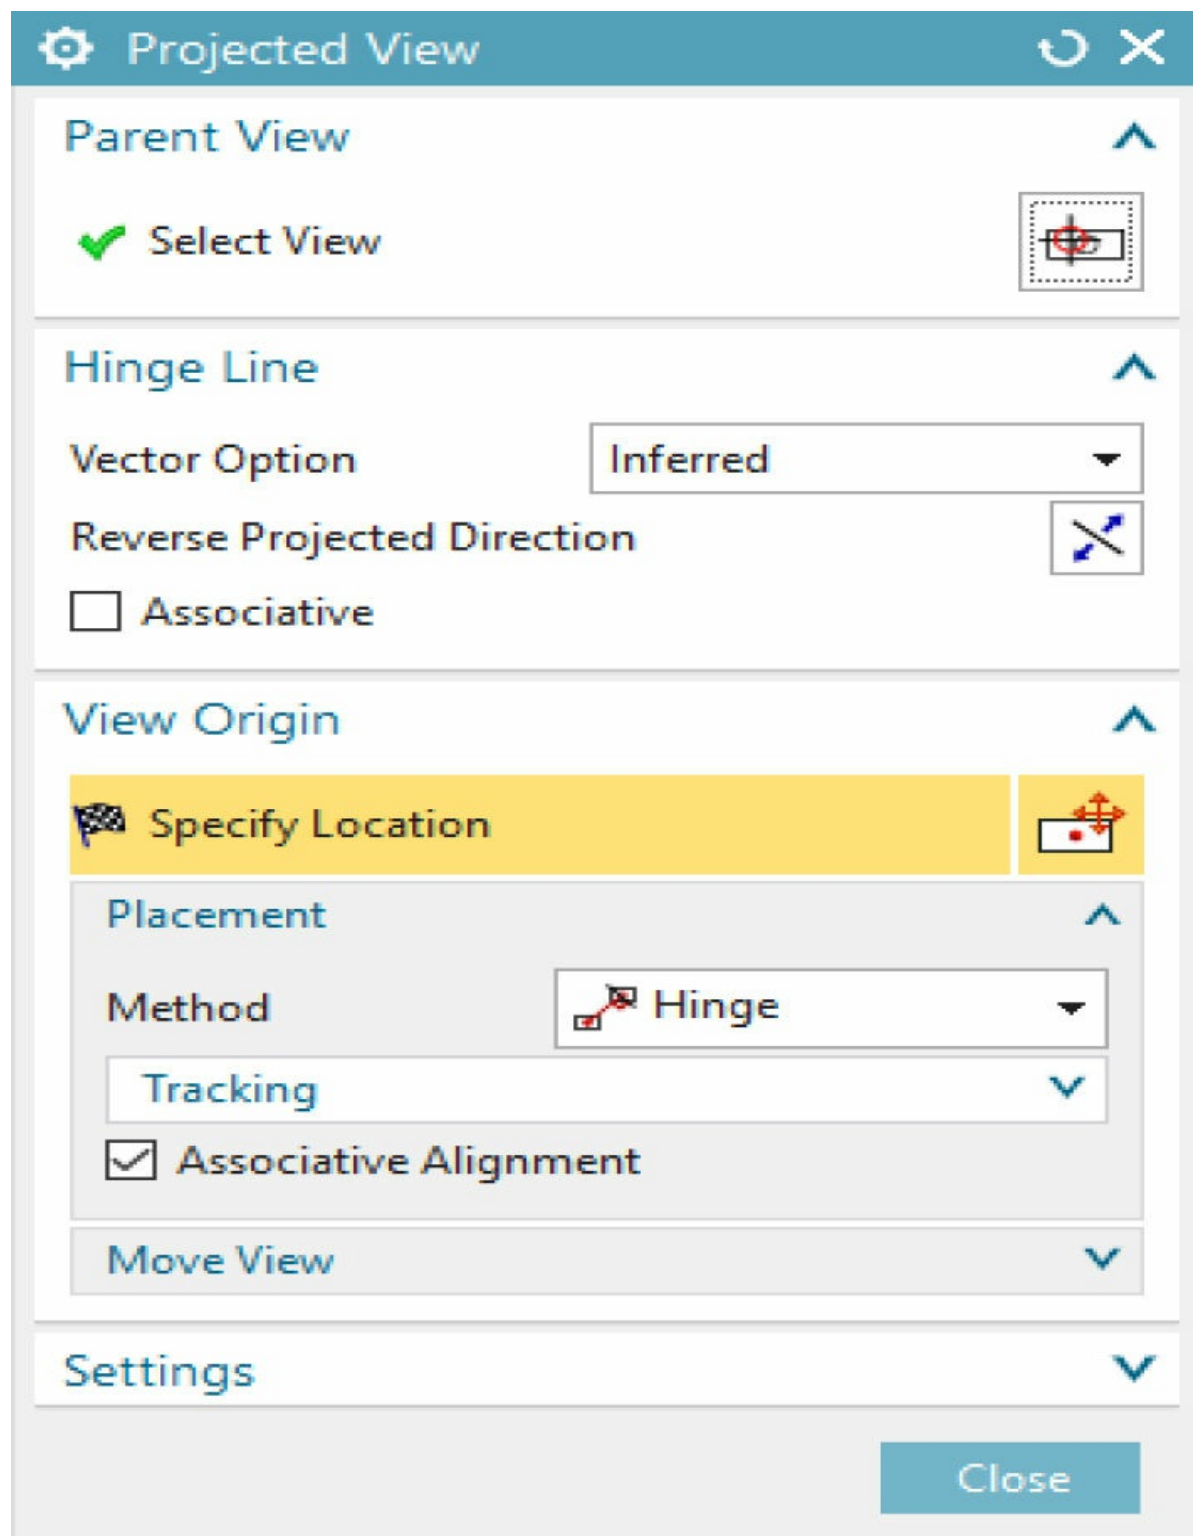 Projected View
Parent View
Select View
Hinge Line
Vector Option Inferred
Reverse Projected Direction
Associative
View Origin
Specify Location
Placement
Method Hinge
Tracking
Associative Alignment
Move View
Settings
Close